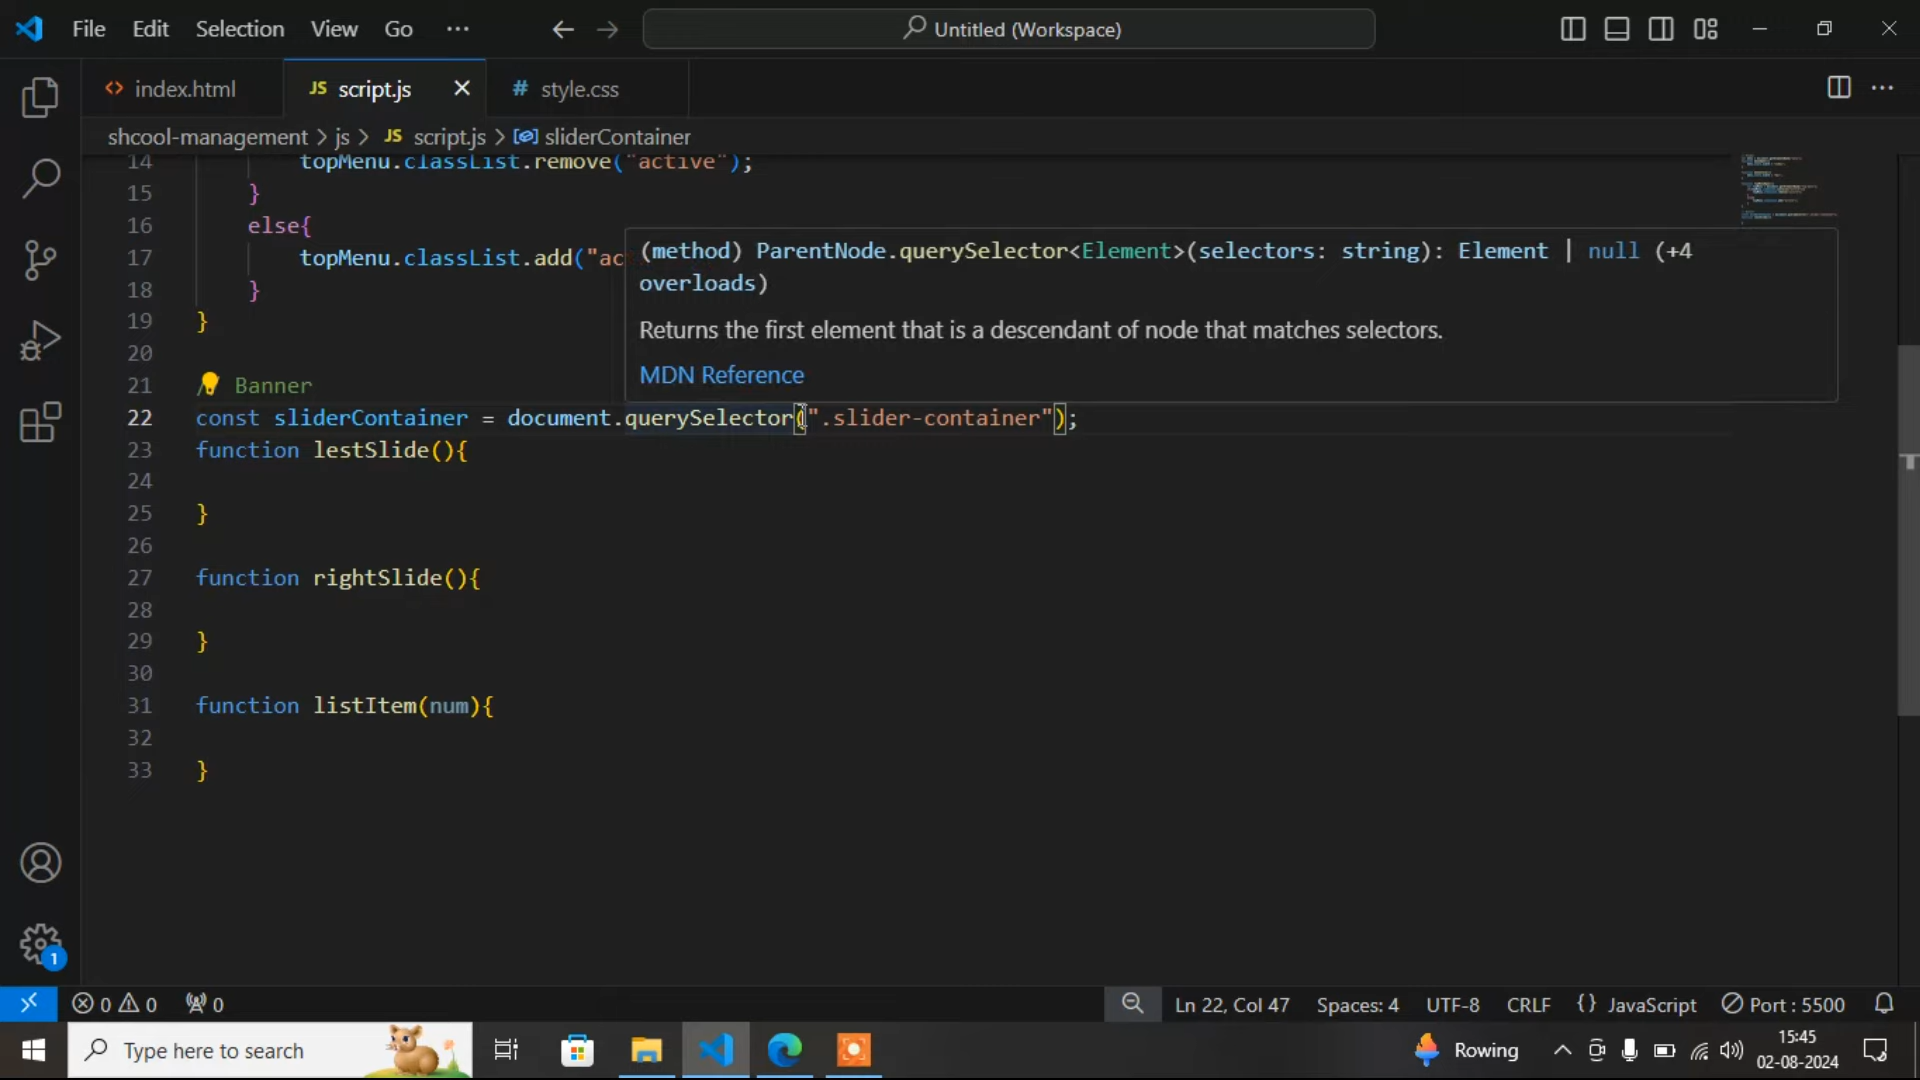 File Edit Selection View Go ···
Untitled (Workspace)
index.html
JS script.js
# style.css
shcool-management > js > JS script.js > sliderContainer
14 topMenu.classList.remove("active");
15 }
16 else{
17 topMenu.classList.add("ac
18 }
19 }
20
21 / Banner
22 const sliderContainer = document.querySelector(".slider-container");
23 function lestSlide(){
24
25 }
26
27 function rightSlide(){
28
29 }
30
31 function listItem(num){
32
33 }
(method) ParentNode.querySelector<Element>(selectors: string): Element | null (+4
overloads)
Returns the first element that is a descendant of node that matches selectors.
MDN Reference
1
0 0 0
Ln 22, Col 47 Spaces: 4 UTF-8 CRLF {} JavaScript Port : 5500
Type here to search
Rowing
15:45
02-08-2024